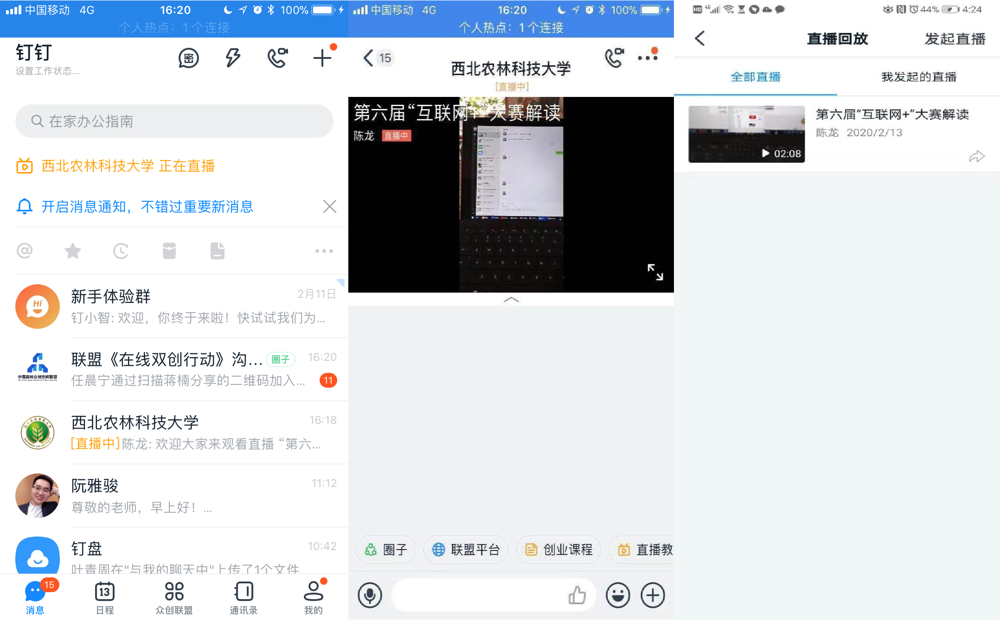 中国移动 4G 16:20 100%
个人热点：1 个连接
钉钉
设置工作状态...
密
在家办公指南
西北农林科技大学 正在直播
开启消息通知，不错过重要新消息
新手体验群 2月11日
Hi
钉小智: 欢迎，你终于来啦！快试试我们为...
联盟《在线双创行动》沟... 圈子 16:20
中国高校众创空间联盟
任晨宁通过扫描蒋楠分享的二维码加入... 11
西北农林科技大学 16:18
[直播中]陈龙: 欢迎大家来观看直播 “第六...
阮雅骏 11:12
尊敬的老师，早上好！...
钉盘 10:42
叶青周在"与我的聊天中"上传了1个文件
15
13
消息 日程 众创联盟 通讯录 我的
中国移动 4G 16:20 100%
个人热点：1 个连接
15
西北农林科技大学
[直播中]
第六届“互联网+”大赛解读
陈龙 直播中
圈子 联盟平台 创业课程 直播教
HD 4G 44% 4:24
直播回放 发起直播
全部直播 我发起的直播
第六届“互联网+”大赛解读
陈龙 2020/2/13
02:08